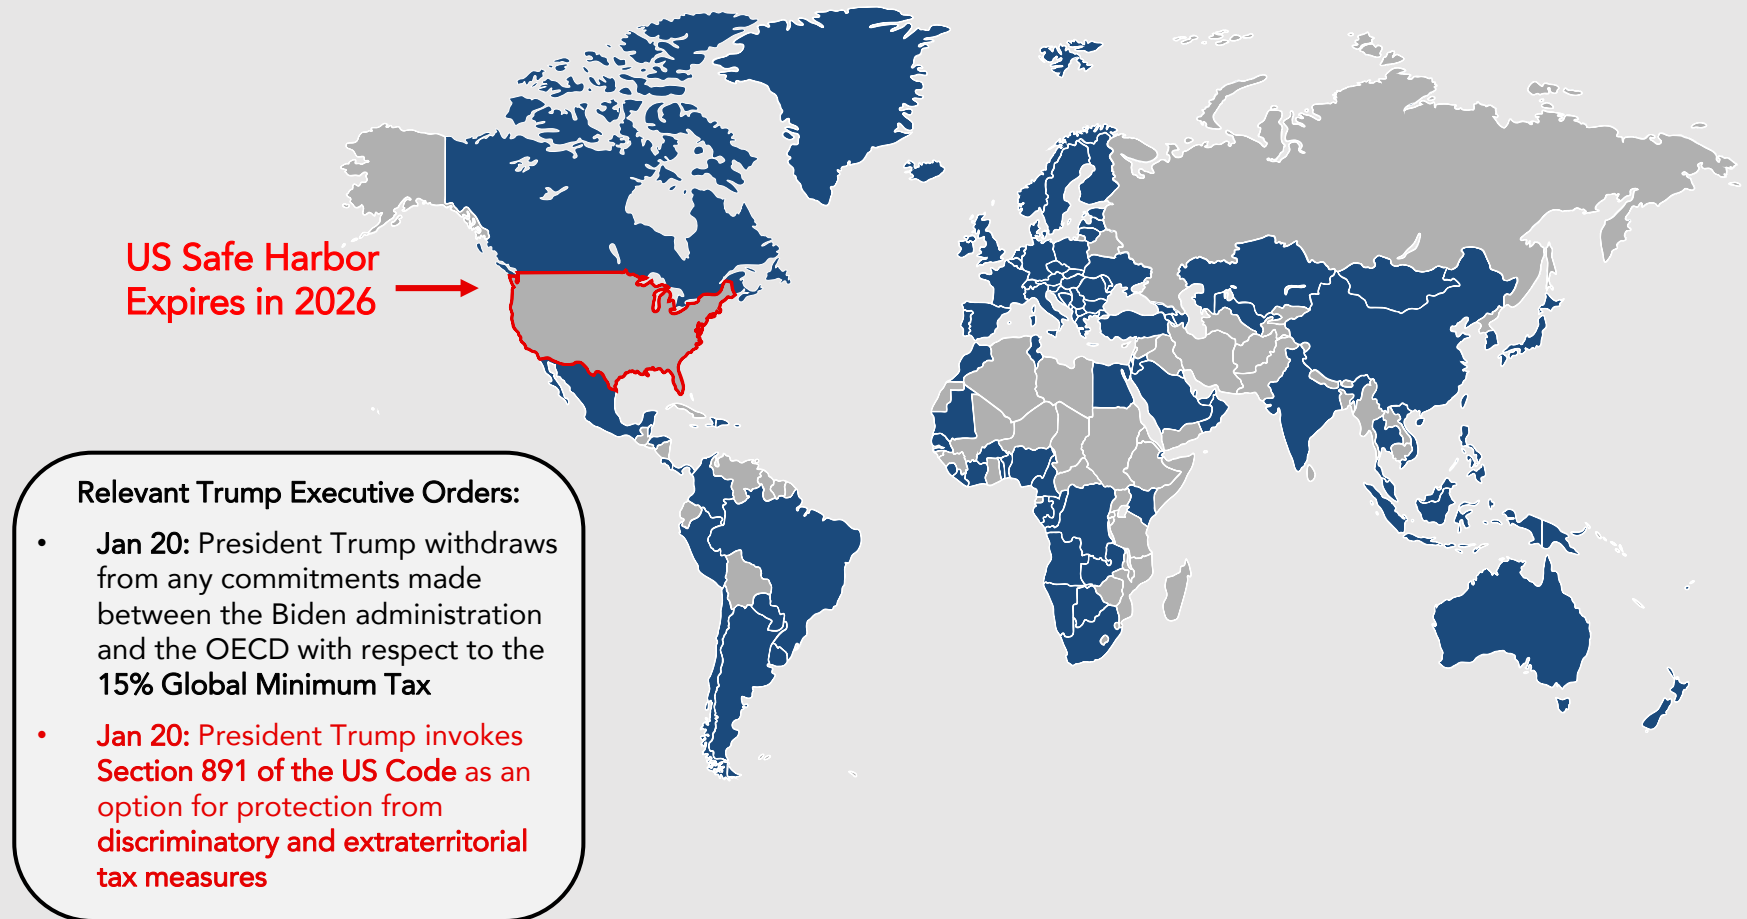 US Safe Harbor
Expires in 2026
Relevant Trump Executive Orders:
• Jan 20: President Trump withdraws
from any commitments made
between the Biden administration
and the OECD with respect to the
15% Global Minimum Tax
• Jan 20: President Trump invokes
Section 891 of the US Code as an
option for protection from
discriminatory and extraterritorial
tax measures